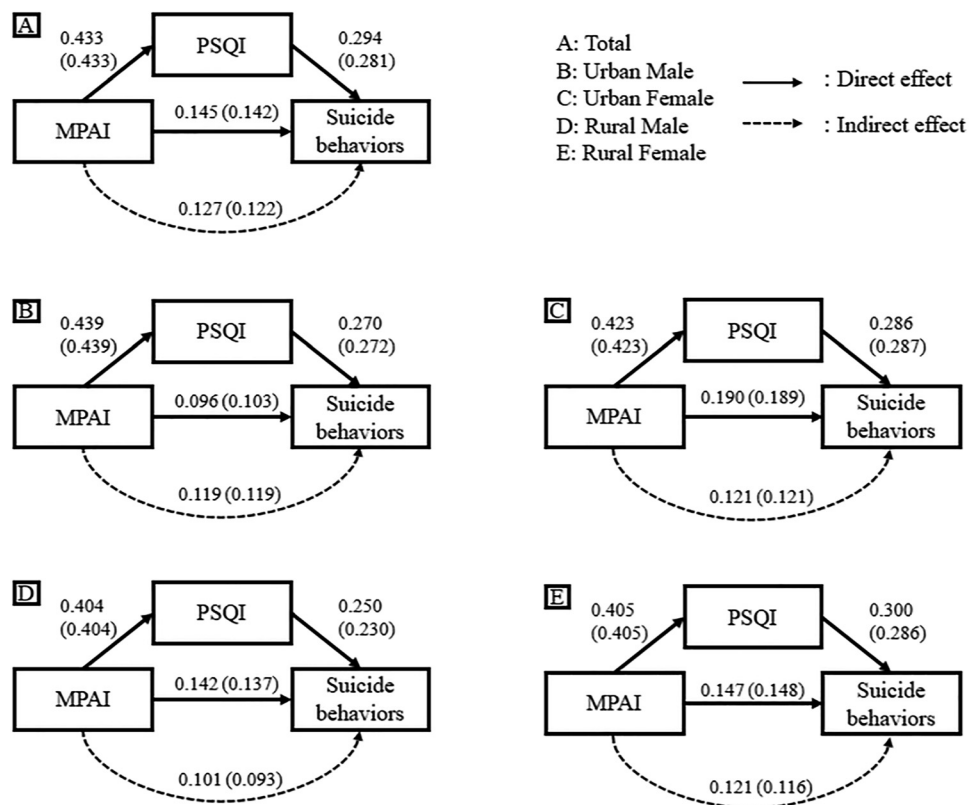 A
0.433
(0.433)
PSQI
0.294
(0.281)
MPAI
0.145 (0.142)
Suicide
behaviors
0.127 (0.122)
A: Total
B: Urban Male
C: Urban Female
D: Rural Male
E: Rural Female
: Direct effect
: Indirect effect
B
0.439
(0.439)
PSQI
0.270
(0.272)
MPAI
0.096 (0.103)
Suicide
behaviors
0.119 (0.119)
C
0.423
(0.423)
PSQI
0.286
(0.287)
MPAI
0.190 (0.189)
Suicide
behaviors
0.121 (0.121)
D
0.404
(0.404)
PSQI
0.250
(0.230)
MPAI
0.142 (0.137)
Suicide
behaviors
0.101 (0.093)
E
0.405
(0.405)
PSQI
0.300
(0.286)
MPAI
0.147 (0.148)
Suicide
behaviors
0.121 (0.116)